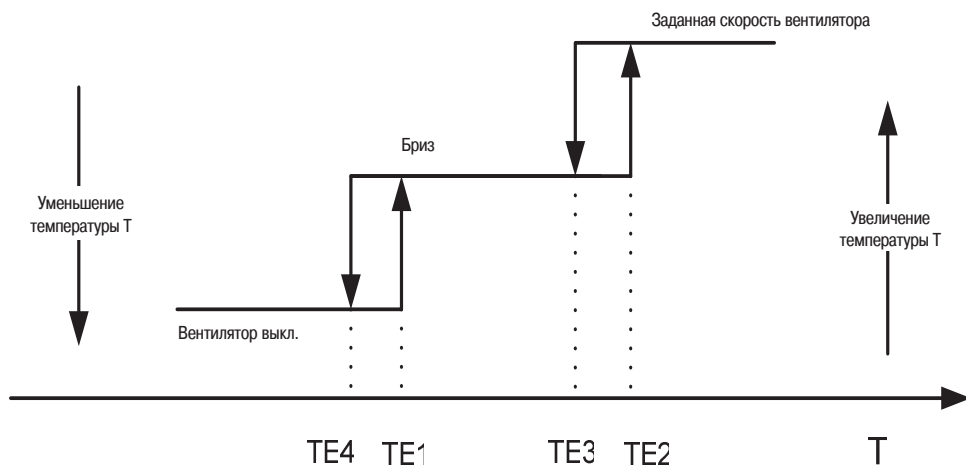 Заданная скорость вентилятора
Бриз
Уменьшение
температуры T
Увеличение
температуры T
Вентилятор выкл.
TE4 TE1 TE3 TE2 T